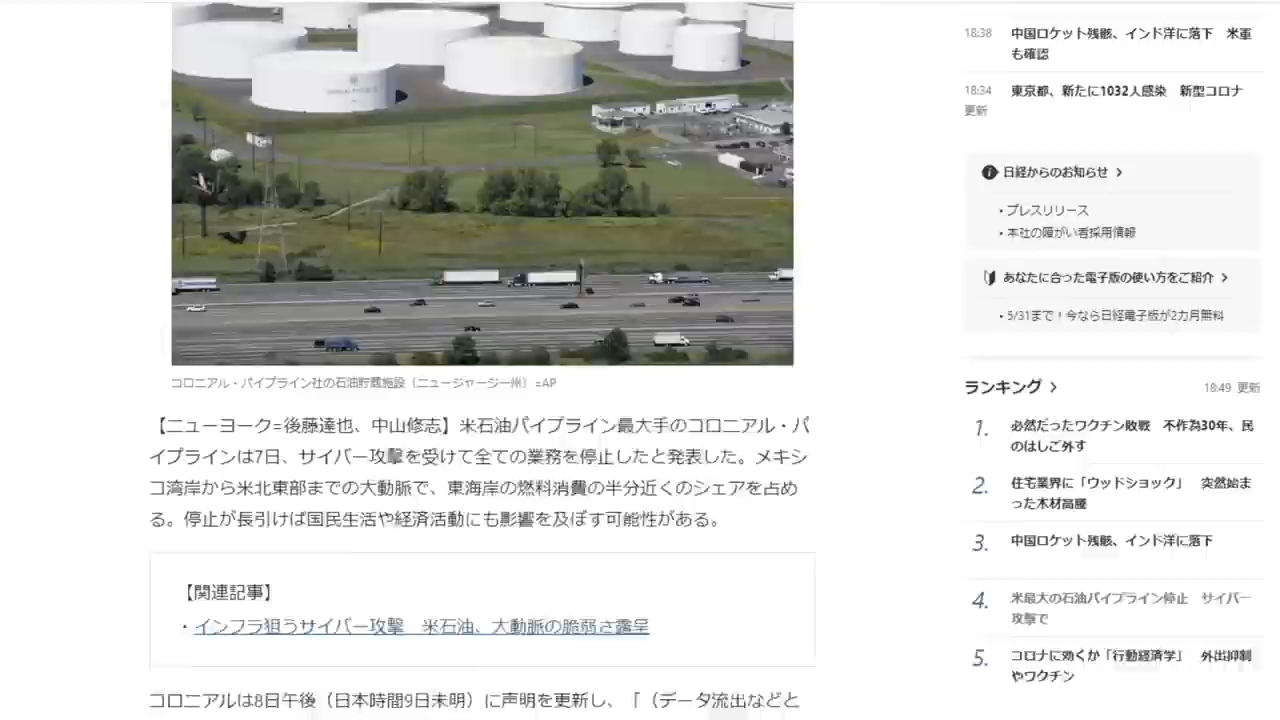 コロニアル・パイプライン社の石油貯蔵施設（ニュージャージー州）=AP
【ニューヨーク=後藤達也、中山修志】米石油パイプライン最大手のコロニアル・パ
イプラインは7日、サイバー攻撃を受けて全ての業務を停止したと発表した。メキシ
コ湾岸から米北東部までの大動脈で、東海岸の燃料消費の半分近くのシェアを占め
る。停止が長引けば国民生活や経済活動にも影響を及ぼす可能性がある。
【関連記事】
・インフラ狙うサイバー攻撃　米石油、大動脈の脆弱さ露呈
コロニアルは8日午後（日本時間9日未明）に声明を更新し、「（データ流出などと
18:38
中国ロケット残骸、インド洋に落下　米軍
も確認
18:34
更新
東京都、新たに1032人感染　新型コロナ
日経からのお知らせ
・プレスリリース
・本社の障がい者採用情報
あなたに合った電子版の使い方をご紹介
・5/31まで！今なら日経電子版が2カ月無料
ランキング
18:49 更新
1. 必然だったワクチン敗戦　不作為30年、民
のはしご外す
2. 住宅業界に「ウッドショック」　突然始ま
った木材高騰
3. 中国ロケット残骸、インド洋に落下
4. 米最大の石油パイプライン停止　サイバー
攻撃で
5. コロナに効くか「行動経済学」　外出抑制
やワクチン